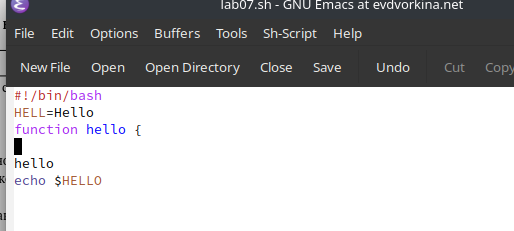 lab07.sh - GNU Emacs at evdvorkina.net
File Edit Options Buffers Tools Sh-Script Help
New File Open Open Directory Close Save Undo Cut Copy
#!/bin/bash
HELL=Hello
function hello {
hello
echo $HELLO